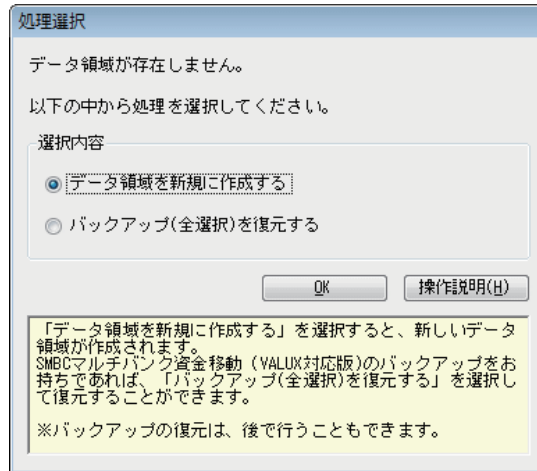 処理選択
データ領域が存在しません。
以下の中から処理を選択してください。
選択内容
データ領域を新規に作成する
バックアップ(全選択)を復元する
OK
操作説明(H)
「データ領域を新規に作成する」を選択すると、新しいデータ
領域が作成されます。
SMBCマルチバンク資金移動（VALUX対応版)のバックアップをお
持ちであれば、「バックアップ(全選択)を復元する」を選択し
て復元することができます。
※バックアップの復元は、後で行うこともできます。